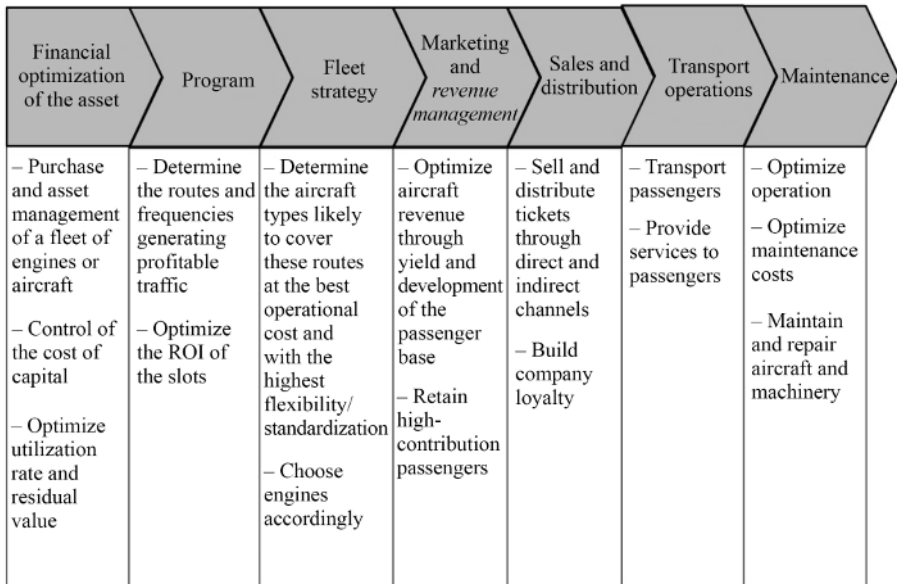 Financial
optimization
of the asset
Program
Fleet
strategy
Marketing
and
revenue
management
Sales and
distribution
Transport
operations
Maintenance
– Purchase
and asset
management
of a fleet of
engines or
aircraft
– Control of
the cost of
capital
– Optimize
utilization
rate and
residual
value
– Determine
the routes and
frequencies
generating
profitable
traffic
– Optimize
the ROI of
the slots
– Determine
the aircraft
types likely
to cover
these routes
at the best
operational
cost and
with the
highest
flexibility/
standardization
– Choose
engines
accordingly
– Optimize
aircraft
revenue
through
yield and
development
of the
passenger
base
– Retain
high-
contribution
passengers
– Sell and
distribute
tickets
through
direct and
indirect
channels
– Build
company
loyalty
– Transport
passengers
– Provide
services to
passengers
– Optimize
operation
– Optimize
maintenance
costs
– Maintain
and repair
aircraft and
machinery